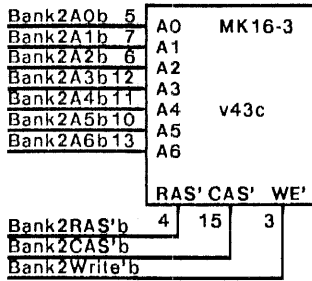 Bank2A0b 5 A0 MK16-3
Bank2A1b 7 A1
Bank2A2b 6 A2
Bank2A3b 12 A3
Bank2A4b 11 A4 v43c
Bank2A5b 10 A5
Bank2A6b 13 A6
RAS' CAS' WE'
Bank2RAS'b 4 15 3
Bank2CAS'b
Bank2Write'b